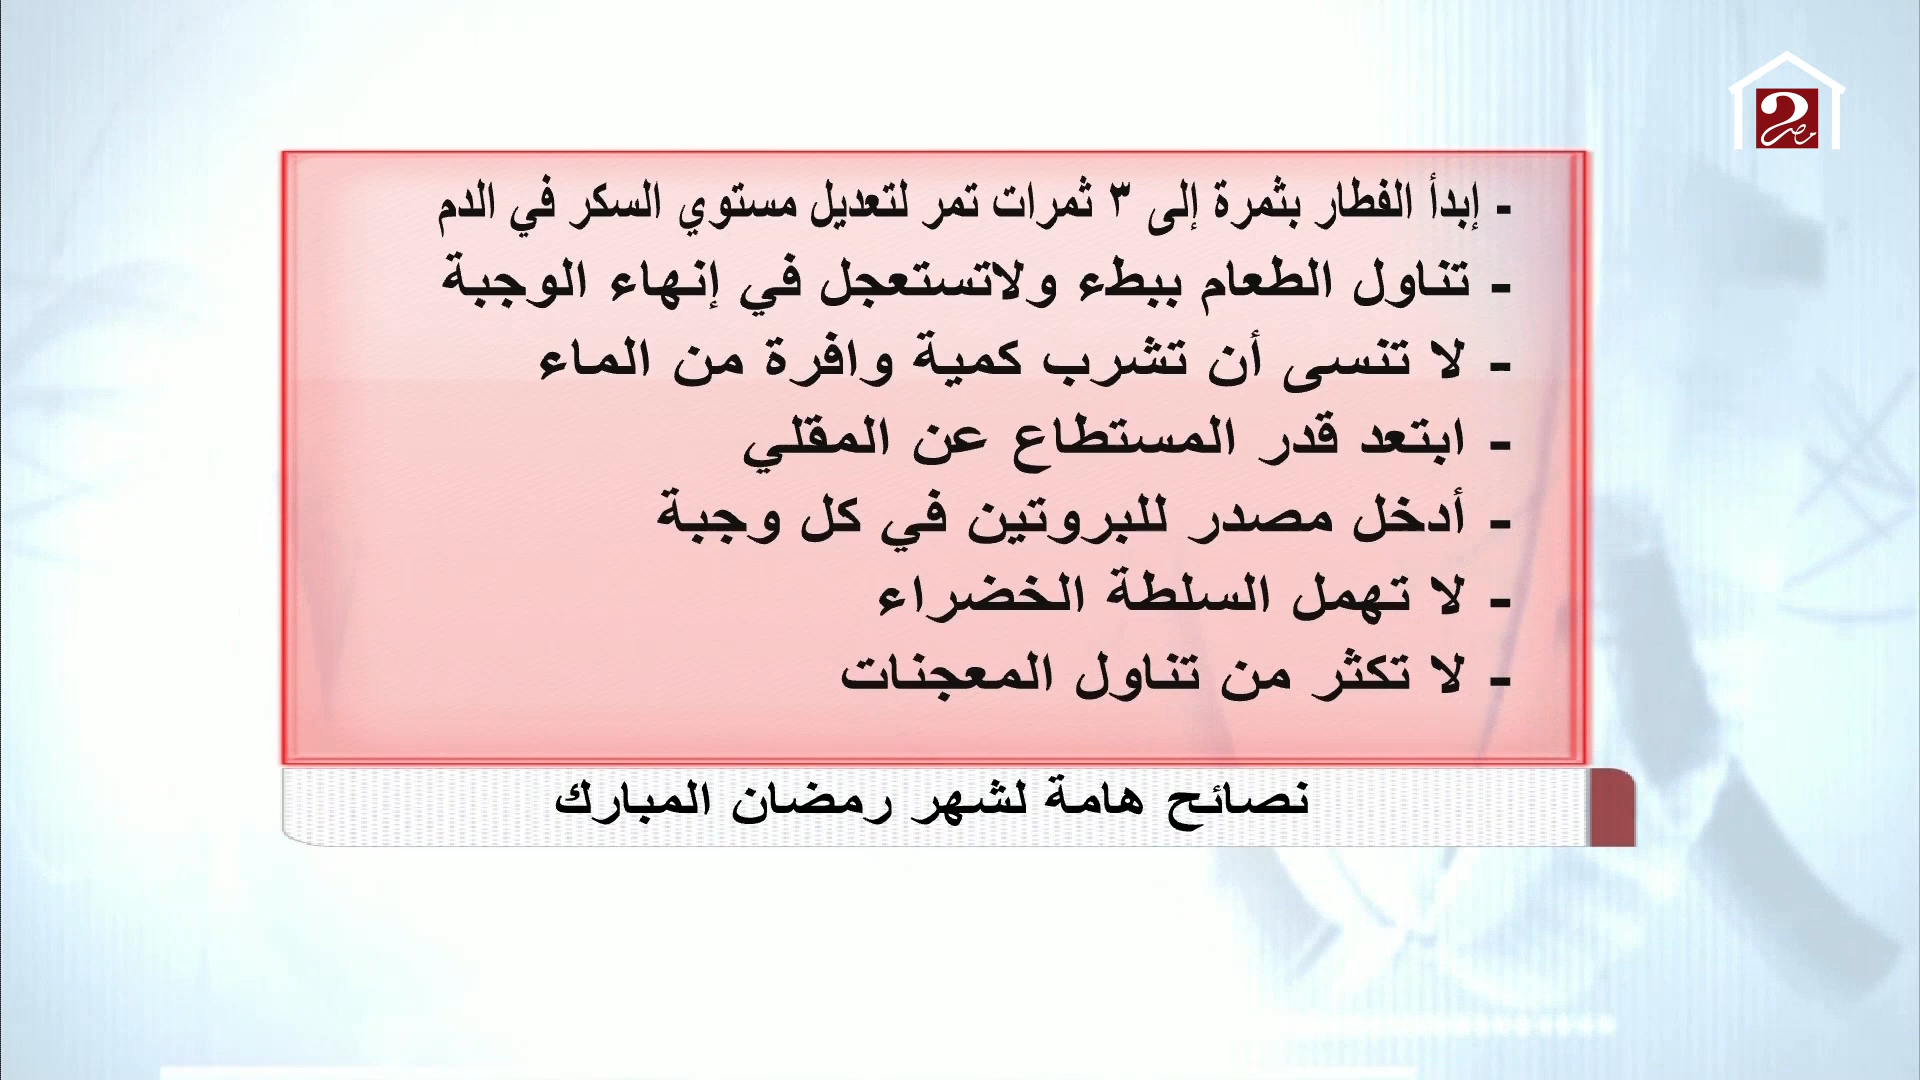 مصر
2
- إبدأ الفطار بثمرة إلى ٣ ثمرات تمر لتعديل مستوي السكر في الدم
- تناول الطعام ببطء ولاتستعجل في إنهاء الوجبة
- لا تنسى أن تشرب كمية وافرة من الماء
- ابتعد قدر المستطاع عن المقلي
- أدخل مصدر للبروتين في كل وجبة
- لا تهمل السلطة الخضراء
- لا تكثر من تناول المعجنات
نصائح هامة لشهر رمضان المبارك